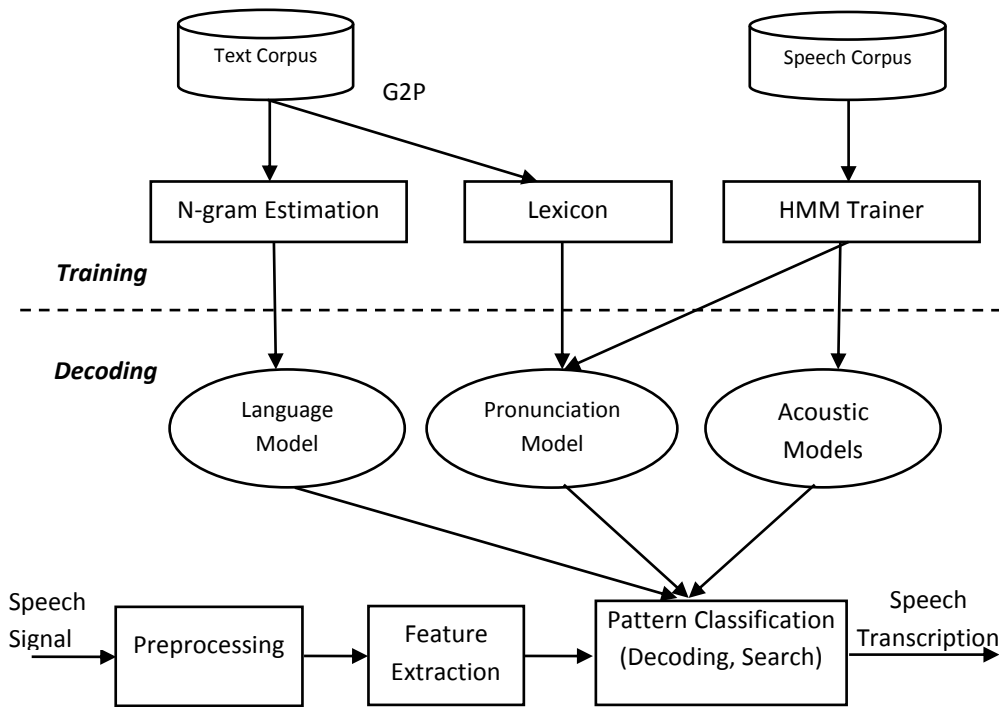 Text Corpus
Speech Corpus
G2P
N-gram Estimation
Lexicon
HMM Trainer
Training
Decoding
Language
Model
Pronunciation
Model
Acoustic
Models
Speech
Signal
Preprocessing
Feature
Extraction
Pattern Classification
(Decoding, Search)
Speech
Transcription